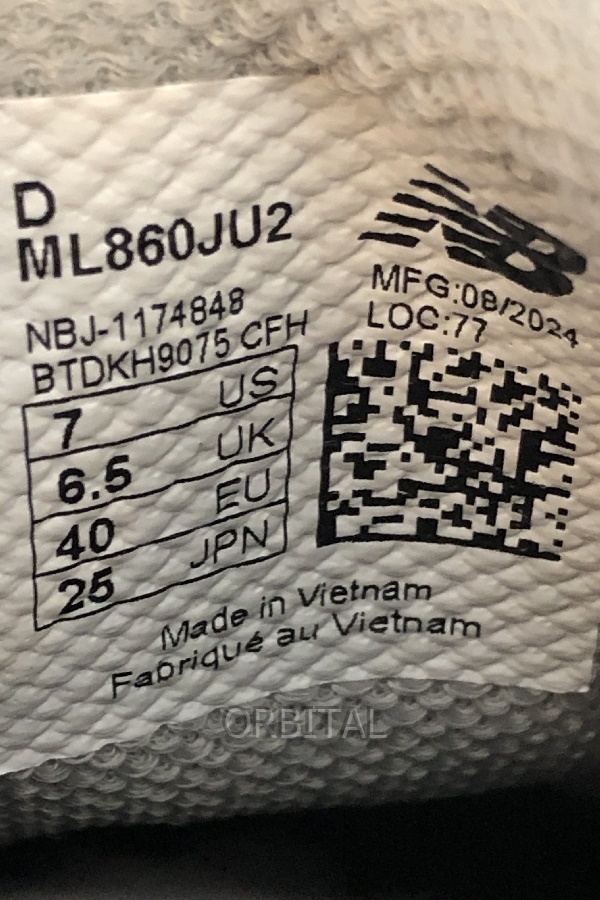 D
ML860JU2
NBJ-1174848
BTDKH9075 CFH
7 US
6.5 UK
40 EU
25 JPN
MFG:08/2024
LOC:77
Made in Vietnam
Fabriqué au Vietnam
ORBITAL